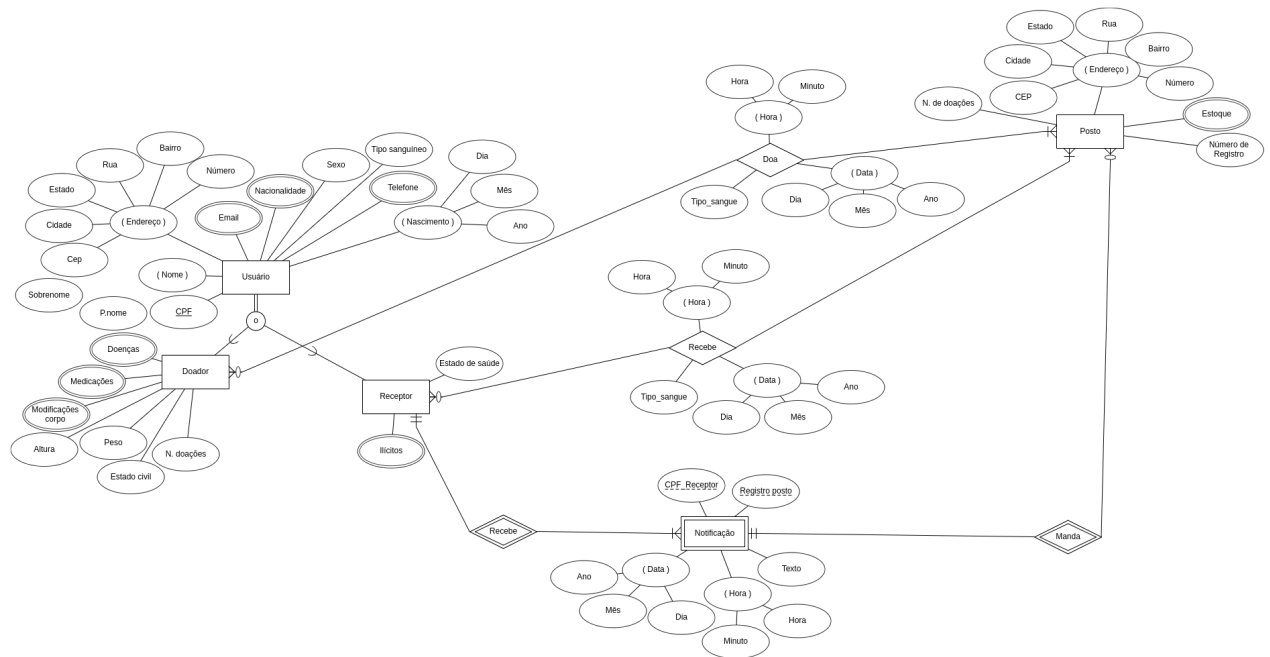 Estado
Rua
Bairro
Cidade
( Endereço )
Número
CEP
N. de doações
Estoque
Posto
Número de
Registro
Hora
Minuto
( Hora )
Doa
( Data )
Tipo_sangue
Dia
Mês
Ano
Bairro
Rua
Número
Estado
Cidade
( Endereço )
Cep
Email
Nacionalidade
Sexo
Tipo sanguíneo
Telefone
Dia
Mês
( Nascimento )
Ano
Usuário
( Nome )
Sobrenome
P.nome
CPF
o
Doenças
Medicações
Modificações
corpo
Altura
Peso
Estado civil
N. doações
Doador
Receptor
Estado de saúde
Ilícitos
Hora
Minuto
( Hora )
Recebe
Tipo_sangue
( Data )
Ano
Dia
Mês
CPF_Receptor
Registro posto
Recebe
Notificação
Manda
Ano
( Data )
Mês
Dia
Texto
( Hora )
Hora
Minuto